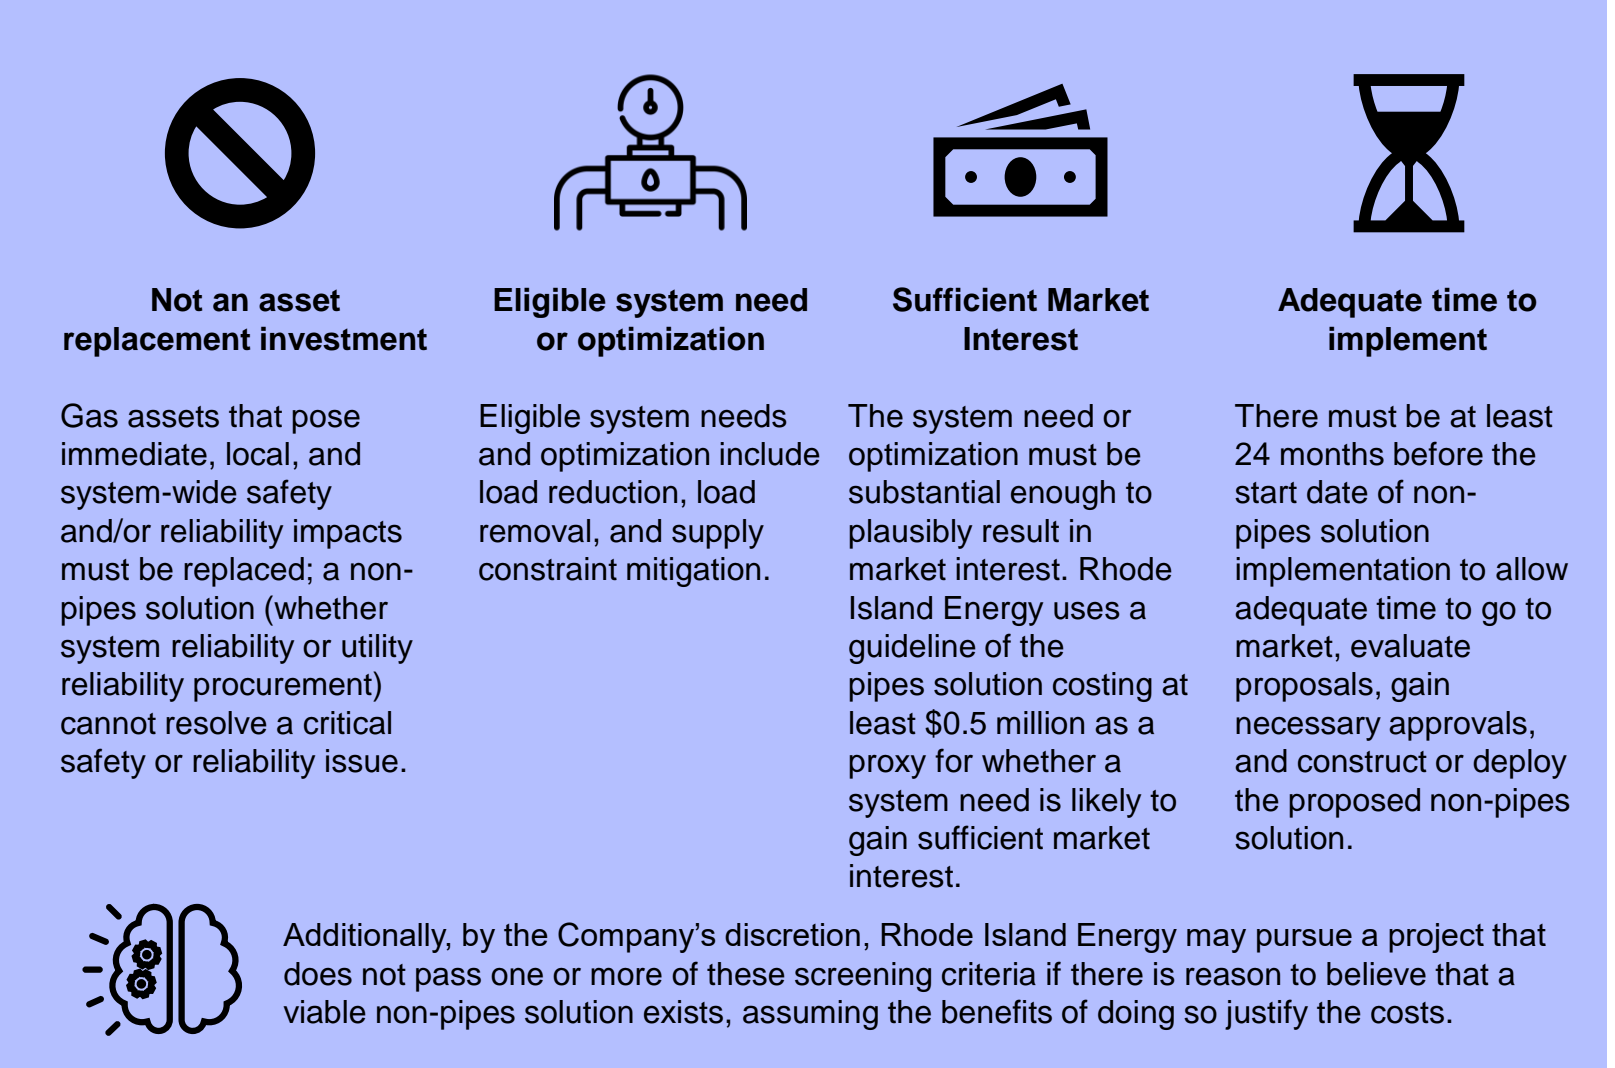 Not an asset
replacement investment
Gas assets that pose
immediate, local, and
system-wide safety
and/or reliability impacts
must be replaced; a non-
pipes solution (whether
system reliability or utility
reliability procurement)
cannot resolve a critical
safety or reliability issue.
Eligible system need
or optimization
Eligible system needs
and optimization include
load reduction, load
removal, and supply
constraint mitigation.
Sufficient Market
Interest
The system need or
optimization must be
substantial enough to
plausibly result in
market interest. Rhode
Island Energy uses a
guideline of the
pipes solution costing at
least $0.5 million as a
proxy for whether a
system need is likely to
gain sufficient market
interest.
Adequate time to
implement
There must be at least
24 months before the
start date of non-
pipes solution
implementation to allow
adequate time to go to
market, evaluate
proposals, gain
necessary approvals,
and construct or deploy
the proposed non-pipes
solution.
Additionally, by the Company’s discretion, Rhode Island Energy may pursue a project that
does not pass one or more of these screening criteria if there is reason to believe that a
viable non-pipes solution exists, assuming the benefits of doing so justify the costs.